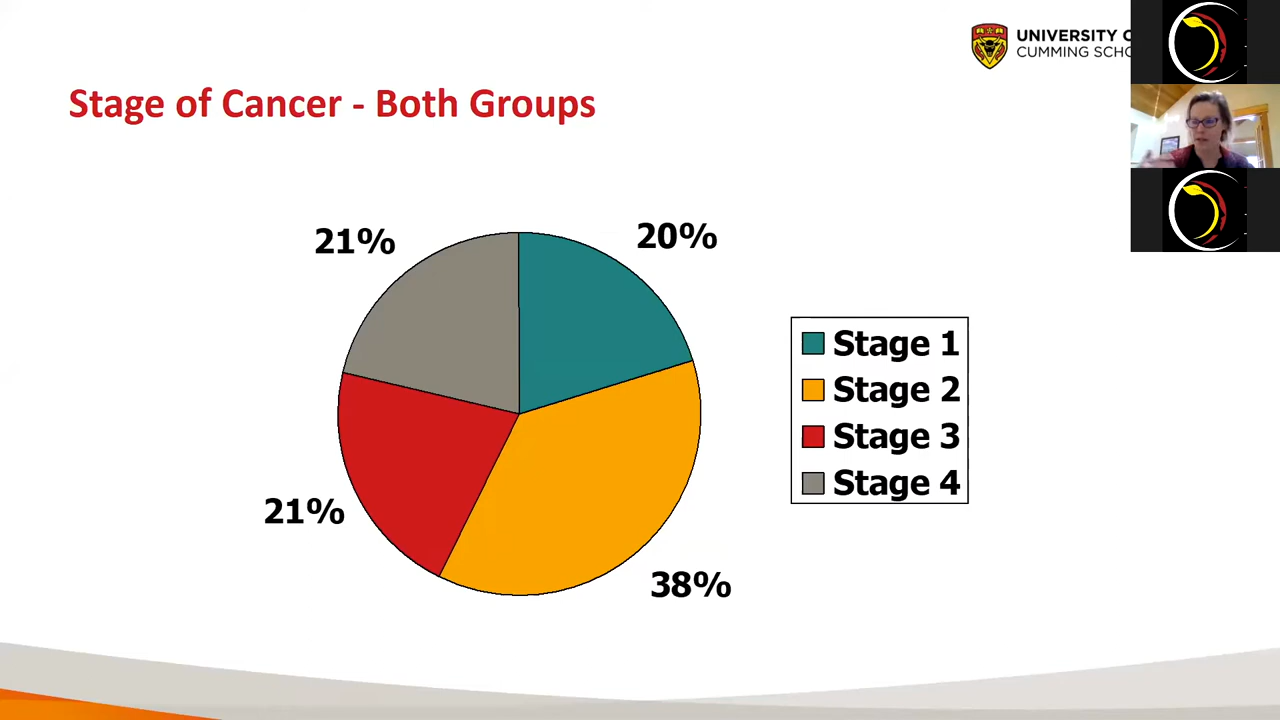 UNIVERSITY
CUMMING
Stage of Cancer - Both Groups
21%
20%
Stage 1
Stage 2
Stage 3
Stage 4
21%
38%